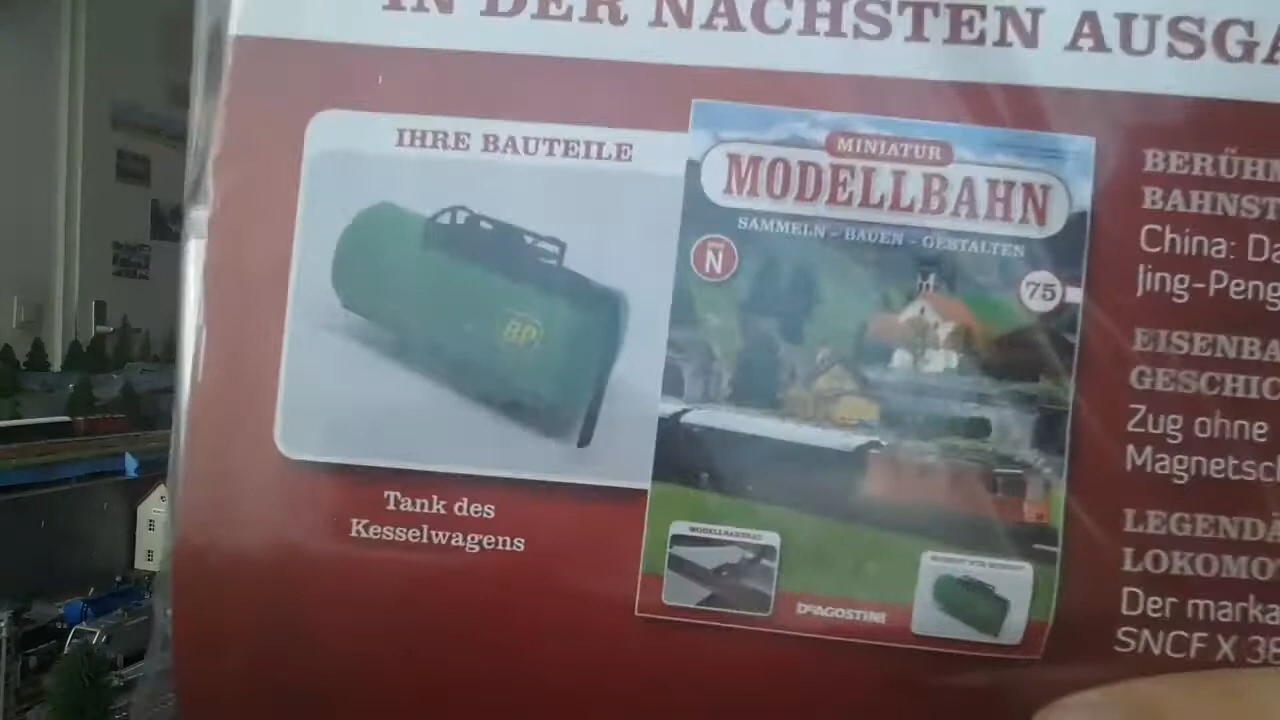 IN DER NÄCHSTEN AUSGA
IHRE BAUTEILE
BP
Tank des
Kesselwagens
MINIATUR
MODELLBAHN
SAMMELN - BAUEN - GESTALTEN
N
75
DeAGOSTINI
BERÜHM
BAHNST
China: Da
Jing-Peng
EISENBA
GESCHIC
Zug ohne
Magnetsch
LEGENDÄ
LOKOMO
Der marka
SNCF X 38